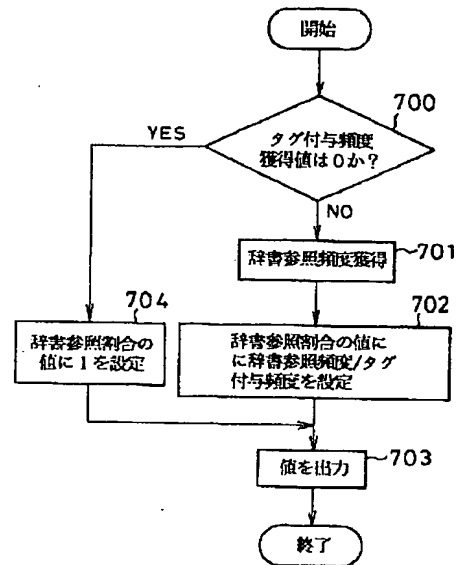 開始
700
タグ付与頻度
獲得値は0か?
YES
NO
辞書参照頻度獲得
701
704
辞書参照割合の
値に1を設定
702
辞書参照割合の値に
に辞書参照頻度/タグ
付与頻度を設定
値を出力
703
終了